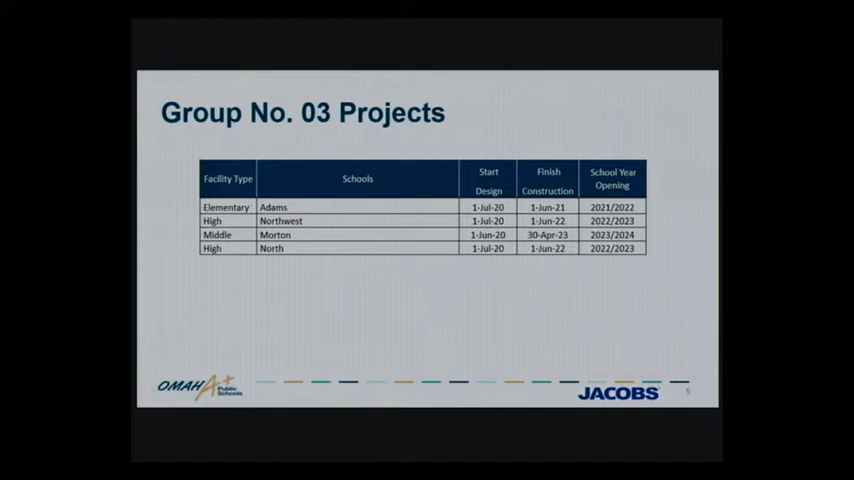 Group No. 03 Projects
Facility Type Schools Start Design Finish Construction School Year Opening
Elementary Adams 1-Jul-20 1-Jun-21 2021/2022
High Northwest 1-Jul-20 1-Jun-22 2022/2023
Middle Morton 1-Jun-20 30-Apr-23 2023/2024
High North 1-Jul-20 1-Jun-22 2022/2023
OMAHA+ Public Schools
JACOBS
5